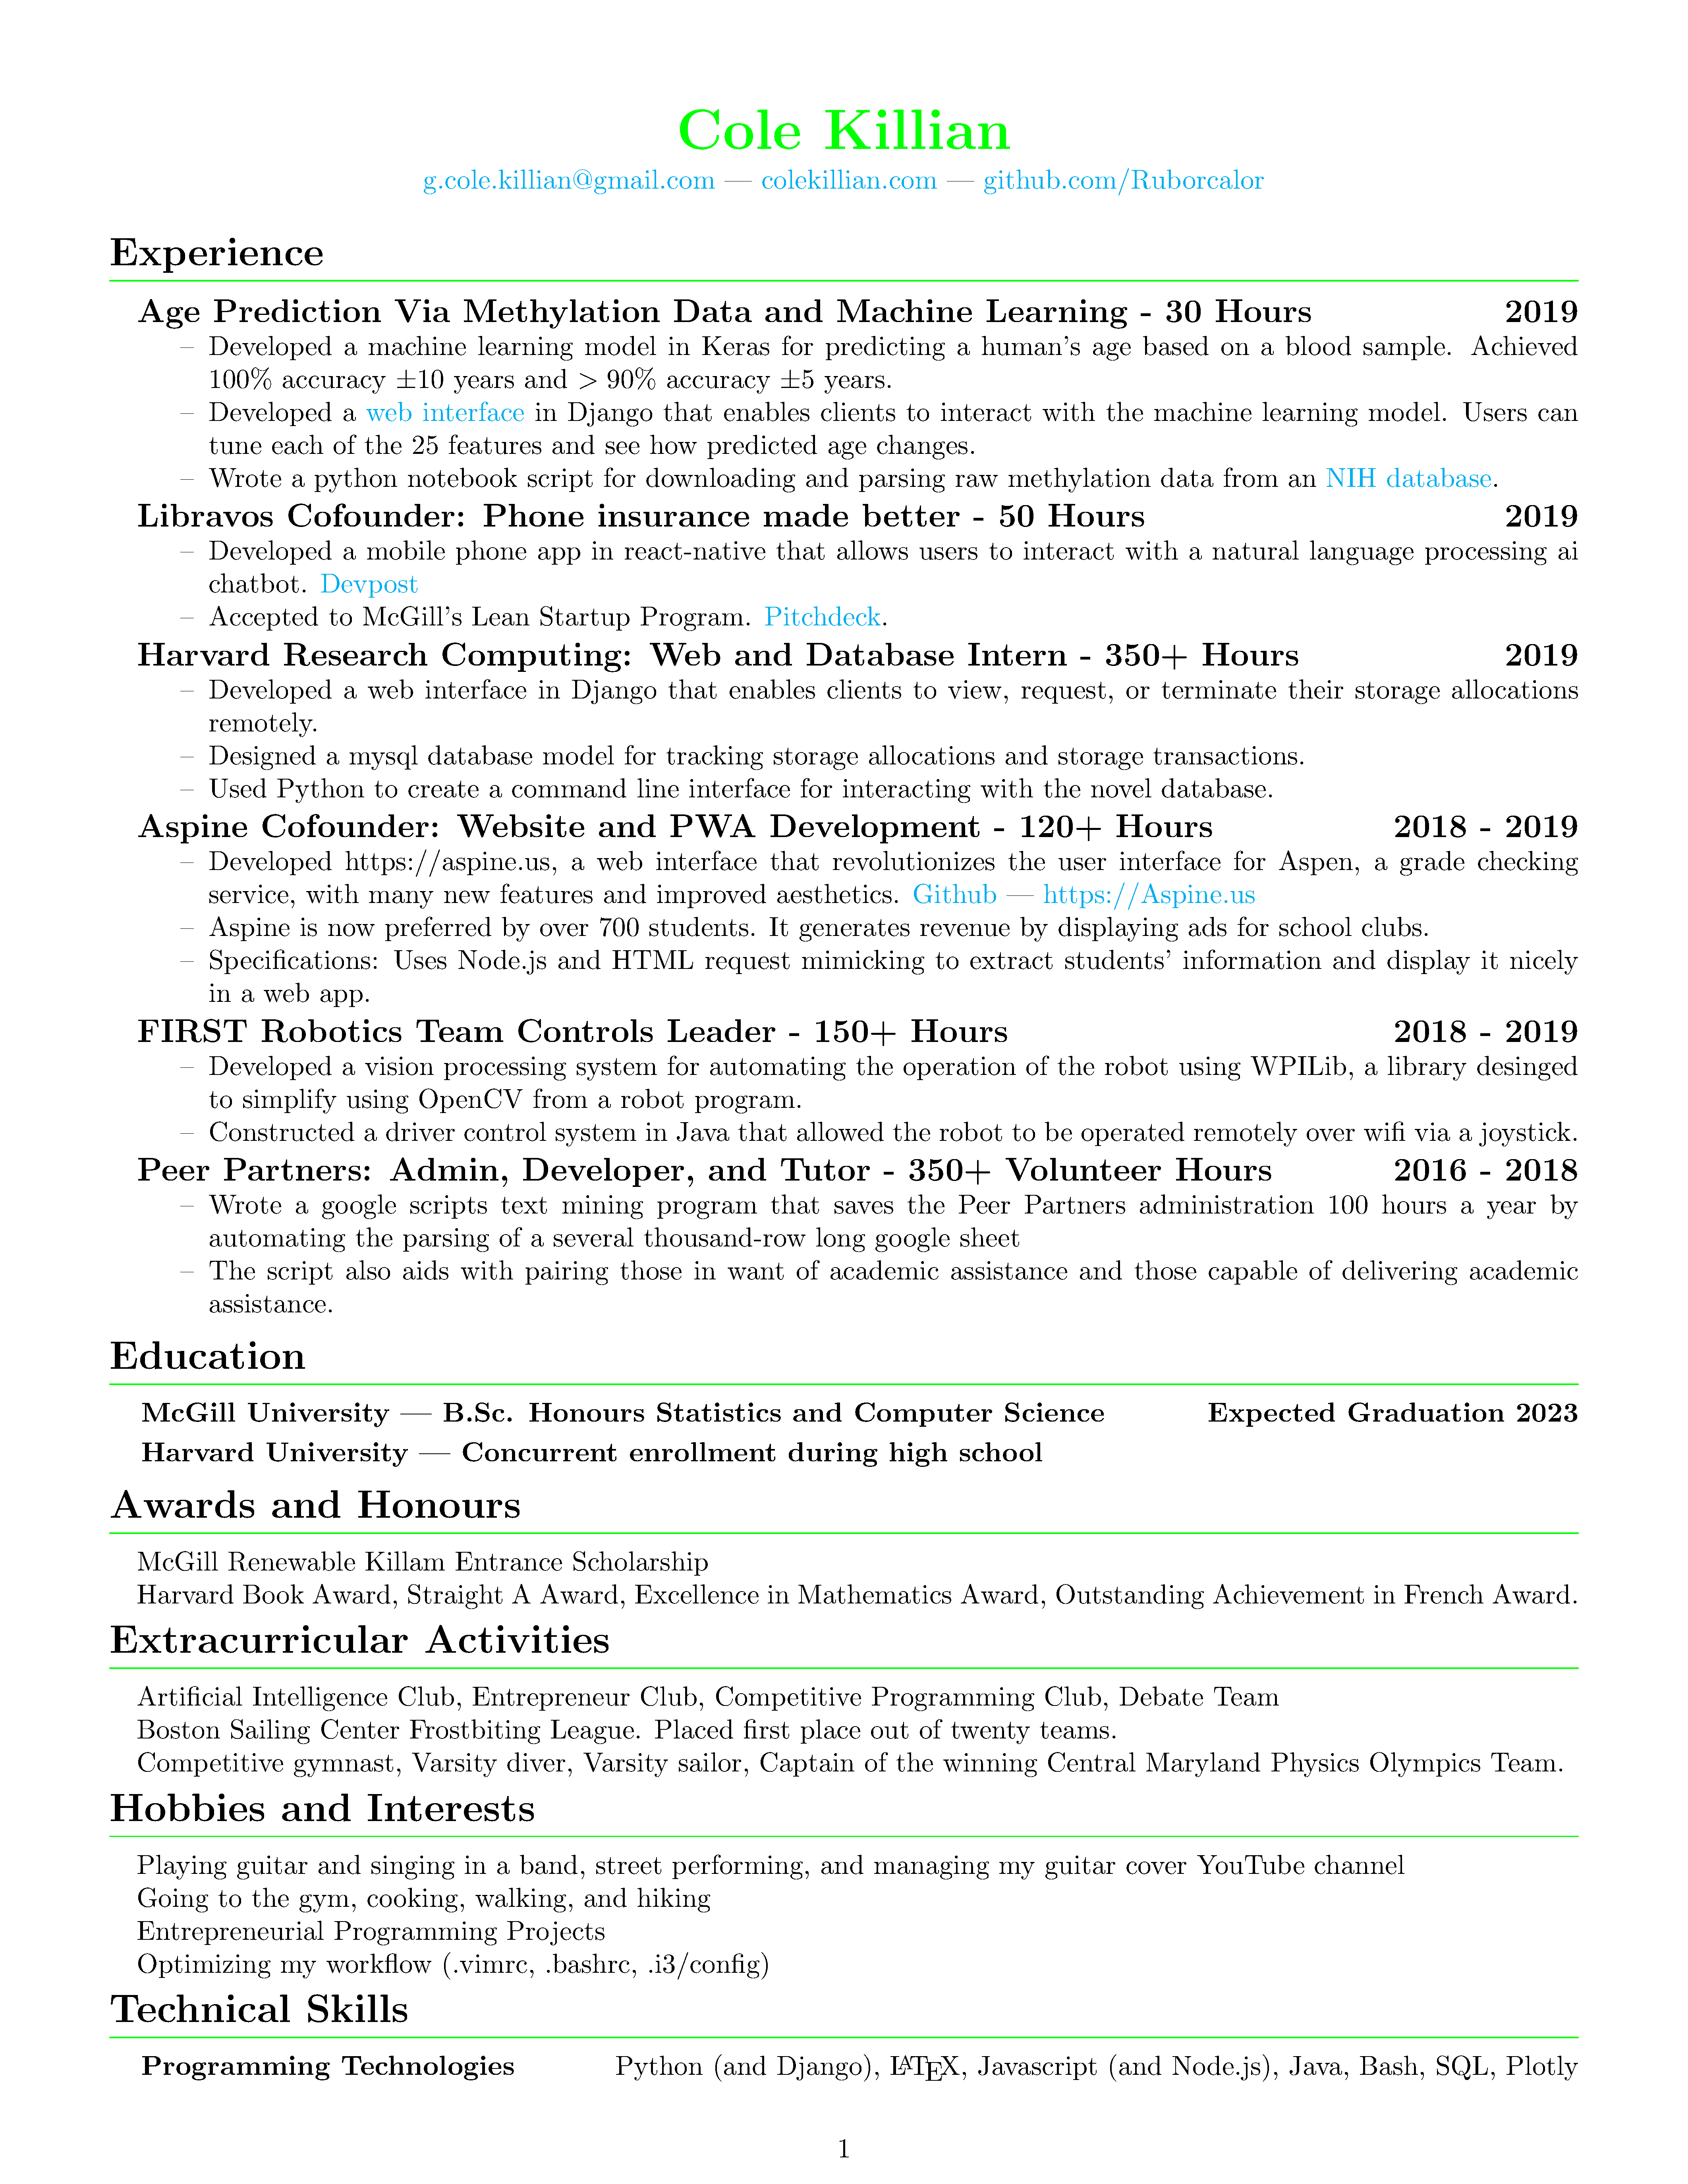 Cole Killian
g.cole.killian@gmail.com — colekillian.com — github.com/Ruborcalor
Experience
Age Prediction Via Methylation Data and Machine Learning - 30 Hours 2019
– Developed a machine learning model in Keras for predicting a human's age based on a blood sample. Achieved
100% accuracy ±10 years and > 90% accuracy ±5 years.
– Developed a web interface in Django that enables clients to interact with the machine learning model. Users can
tune each of the 25 features and see how predicted age changes.
– Wrote a python notebook script for downloading and parsing raw methylation data from an NIH database.
Libravos Cofounder: Phone insurance made better - 50 Hours 2019
– Developed a mobile phone app in react-native that allows users to interact with a natural language processing ai
chatbot. Devpost
– Accepted to McGill's Lean Startup Program. Pitchdeck.
Harvard Research Computing: Web and Database Intern - 350+ Hours 2019
– Developed a web interface in Django that enables clients to view, request, or terminate their storage allocations
remotely.
– Designed a mysql database model for tracking storage allocations and storage transactions.
– Used Python to create a command line interface for interacting with the novel database.
Aspine Cofounder: Website and PWA Development - 120+ Hours 2018 - 2019
– Developed https://aspine.us, a web interface that revolutionizes the user interface for Aspen, a grade checking
service, with many new features and improved aesthetics. Github — https://Aspine.us
– Aspine is now preferred by over 700 students. It generates revenue by displaying ads for school clubs.
– Specifications: Uses Node.js and HTML request mimicking to extract students' information and display it nicely
in a web app.
FIRST Robotics Team Controls Leader - 150+ Hours 2018 - 2019
– Developed a vision processing system for automating the operation of the robot using WPILib, a library desinged
to simplify using OpenCV from a robot program.
– Constructed a driver control system in Java that allowed the robot to be operated remotely over wifi via a joystick.
Peer Partners: Admin, Developer, and Tutor - 350+ Volunteer Hours 2016 - 2018
– Wrote a google scripts text mining program that saves the Peer Partners administration 100 hours a year by
automating the parsing of a several thousand-row long google sheet
– The script also aids with pairing those in want of academic assistance and those capable of delivering academic
assistance.
Education
McGill University — B.Sc. Honours Statistics and Computer Science Expected Graduation 2023
Harvard University — Concurrent enrollment during high school
Awards and Honours
McGill Renewable Killam Entrance Scholarship
Harvard Book Award, Straight A Award, Excellence in Mathematics Award, Outstanding Achievement in French Award.
Extracurricular Activities
Artificial Intelligence Club, Entrepreneur Club, Competitive Programming Club, Debate Team
Boston Sailing Center Frostbiting League. Placed first place out of twenty teams.
Competitive gymnast, Varsity diver, Varsity sailor, Captain of the winning Central Maryland Physics Olympics Team.
Hobbies and Interests
Playing guitar and singing in a band, street performing, and managing my guitar cover YouTube channel
Going to the gym, cooking, walking, and hiking
Entrepreneurial Programming Projects
Optimizing my workflow (.vimrc, .bashrc, .i3/config)
Technical Skills
Programming Technologies Python (and Django), LATEX, Javascript (and Node.js), Java, Bash, SQL, Plotly
1